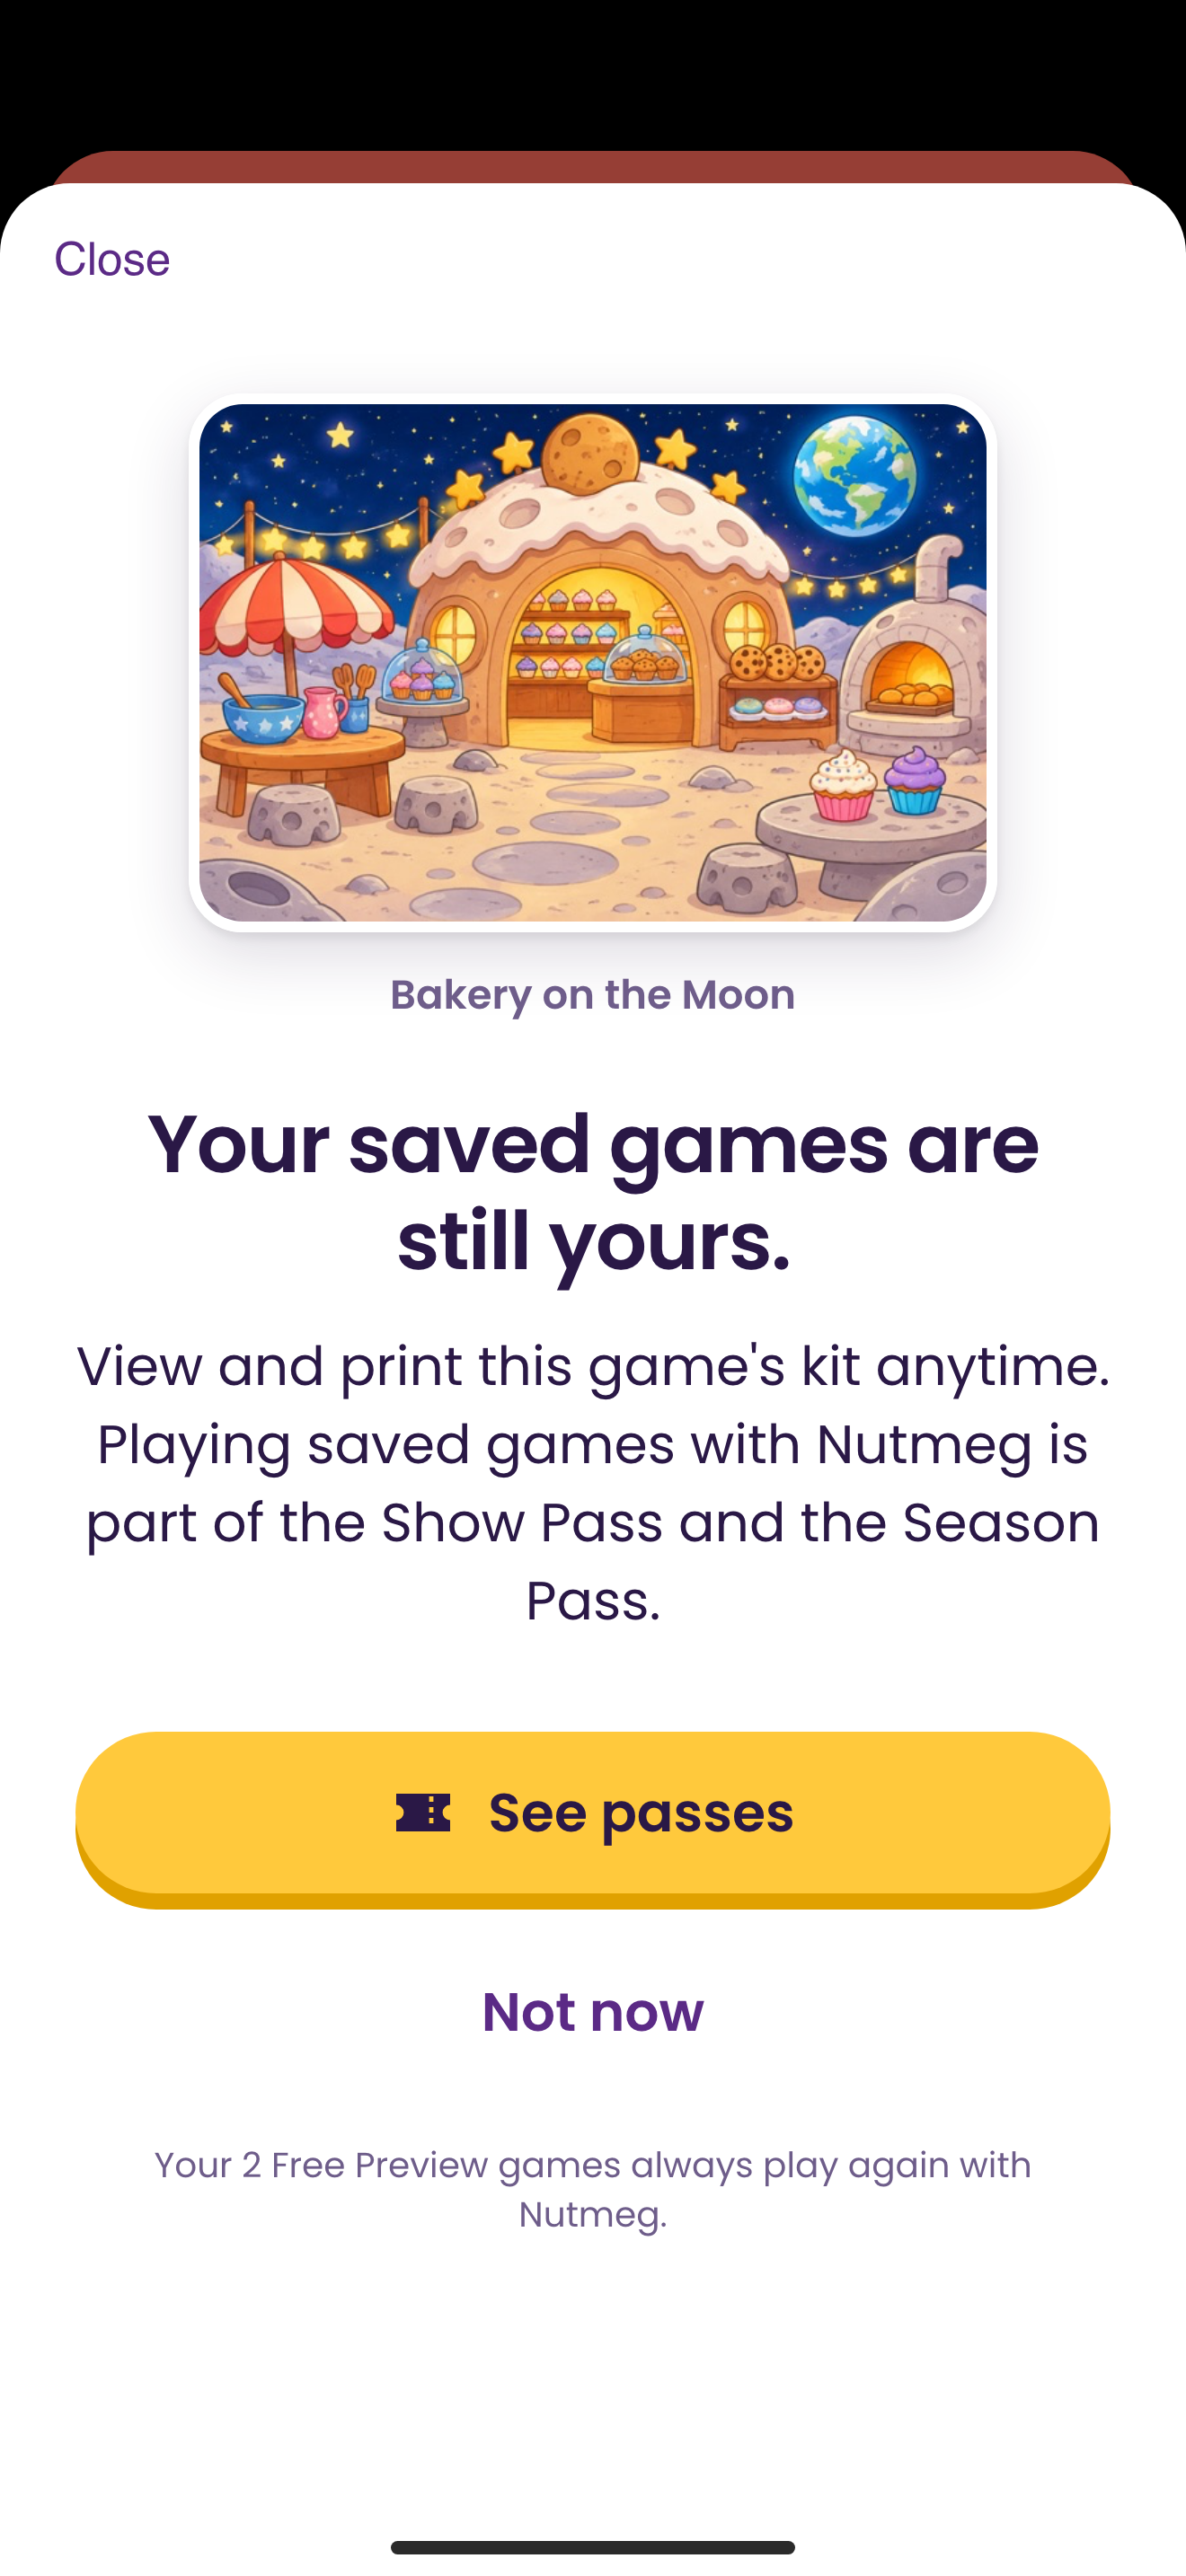 Close
Bakery on the Moon
Your saved games are
still yours.
View and print this game's kit anytime.
Playing saved games with Nutmeg is
part of the Show Pass and the Season
Pass.
See passes
Not now
Your 2 Free Preview games always play again with
Nutmeg.